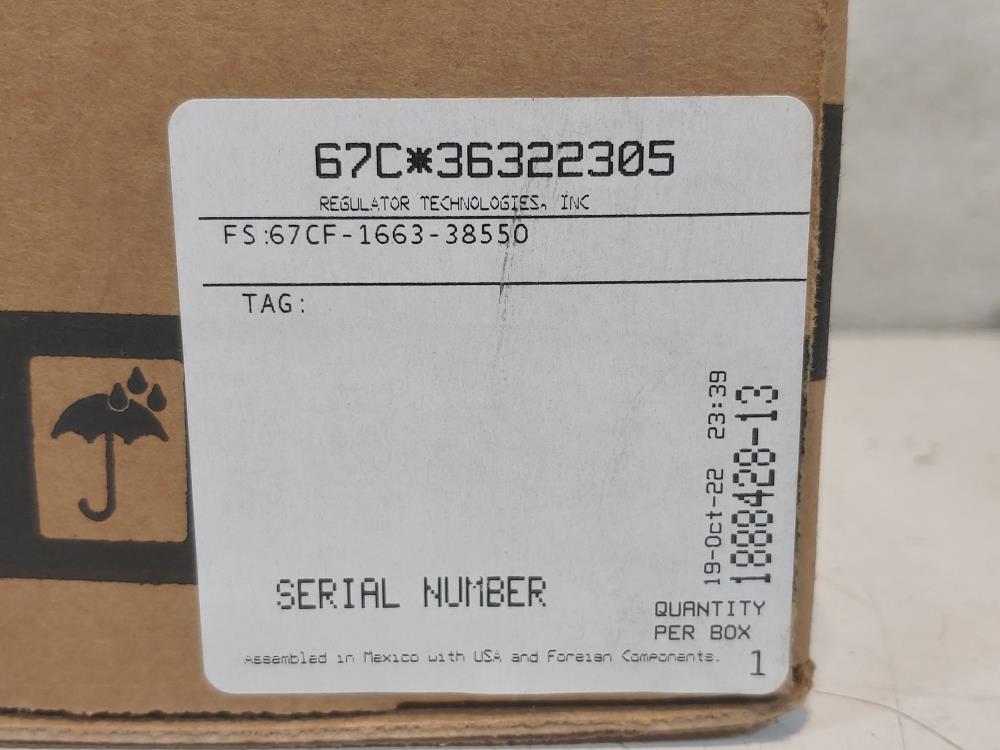 67C*36322305
REGULATOR TECHNOLOGIES, INC
FS:67CF-1663-38550
TAG:
19-Oct-22 23:39
1888428-13
SERIAL NUMBER
QUANTITY
PER BOX
1
Assembled in Mexico with USA and Foreign Components.